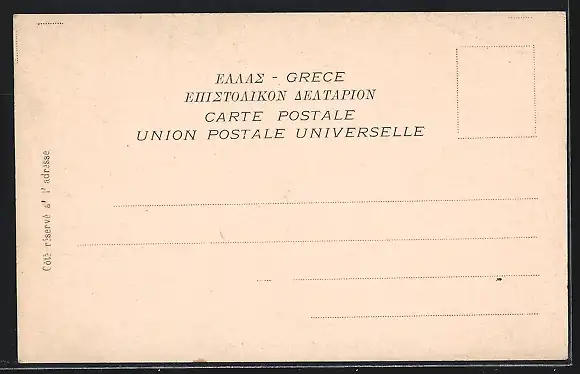 ΕΛΛΑΣ - GRECE
ΕΠΙΣΤΟΛΙΚΟΝ ΔΕΛΤΑΡΙΟΝ
CARTE POSTALE
UNION POSTALE UNIVERSELLE
Côté réservé a' l' adresse